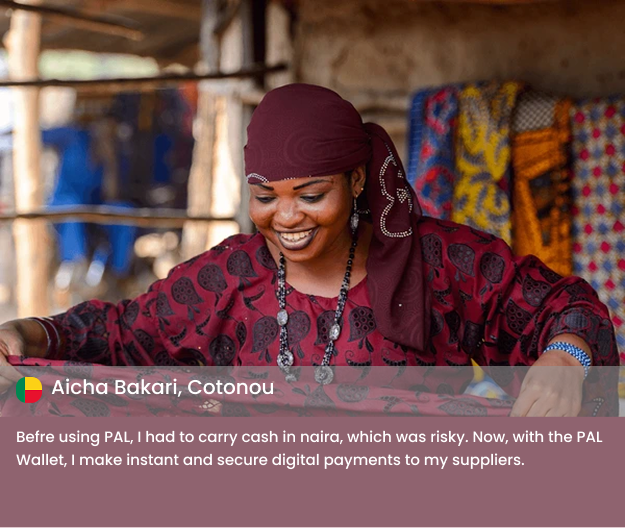 Aicha Bakari, Cotonou
Befre using PAL, I had to carry cash in naira, which was risky. Now, with the PAL
Wallet, I make instant and secure digital payments to my suppliers.